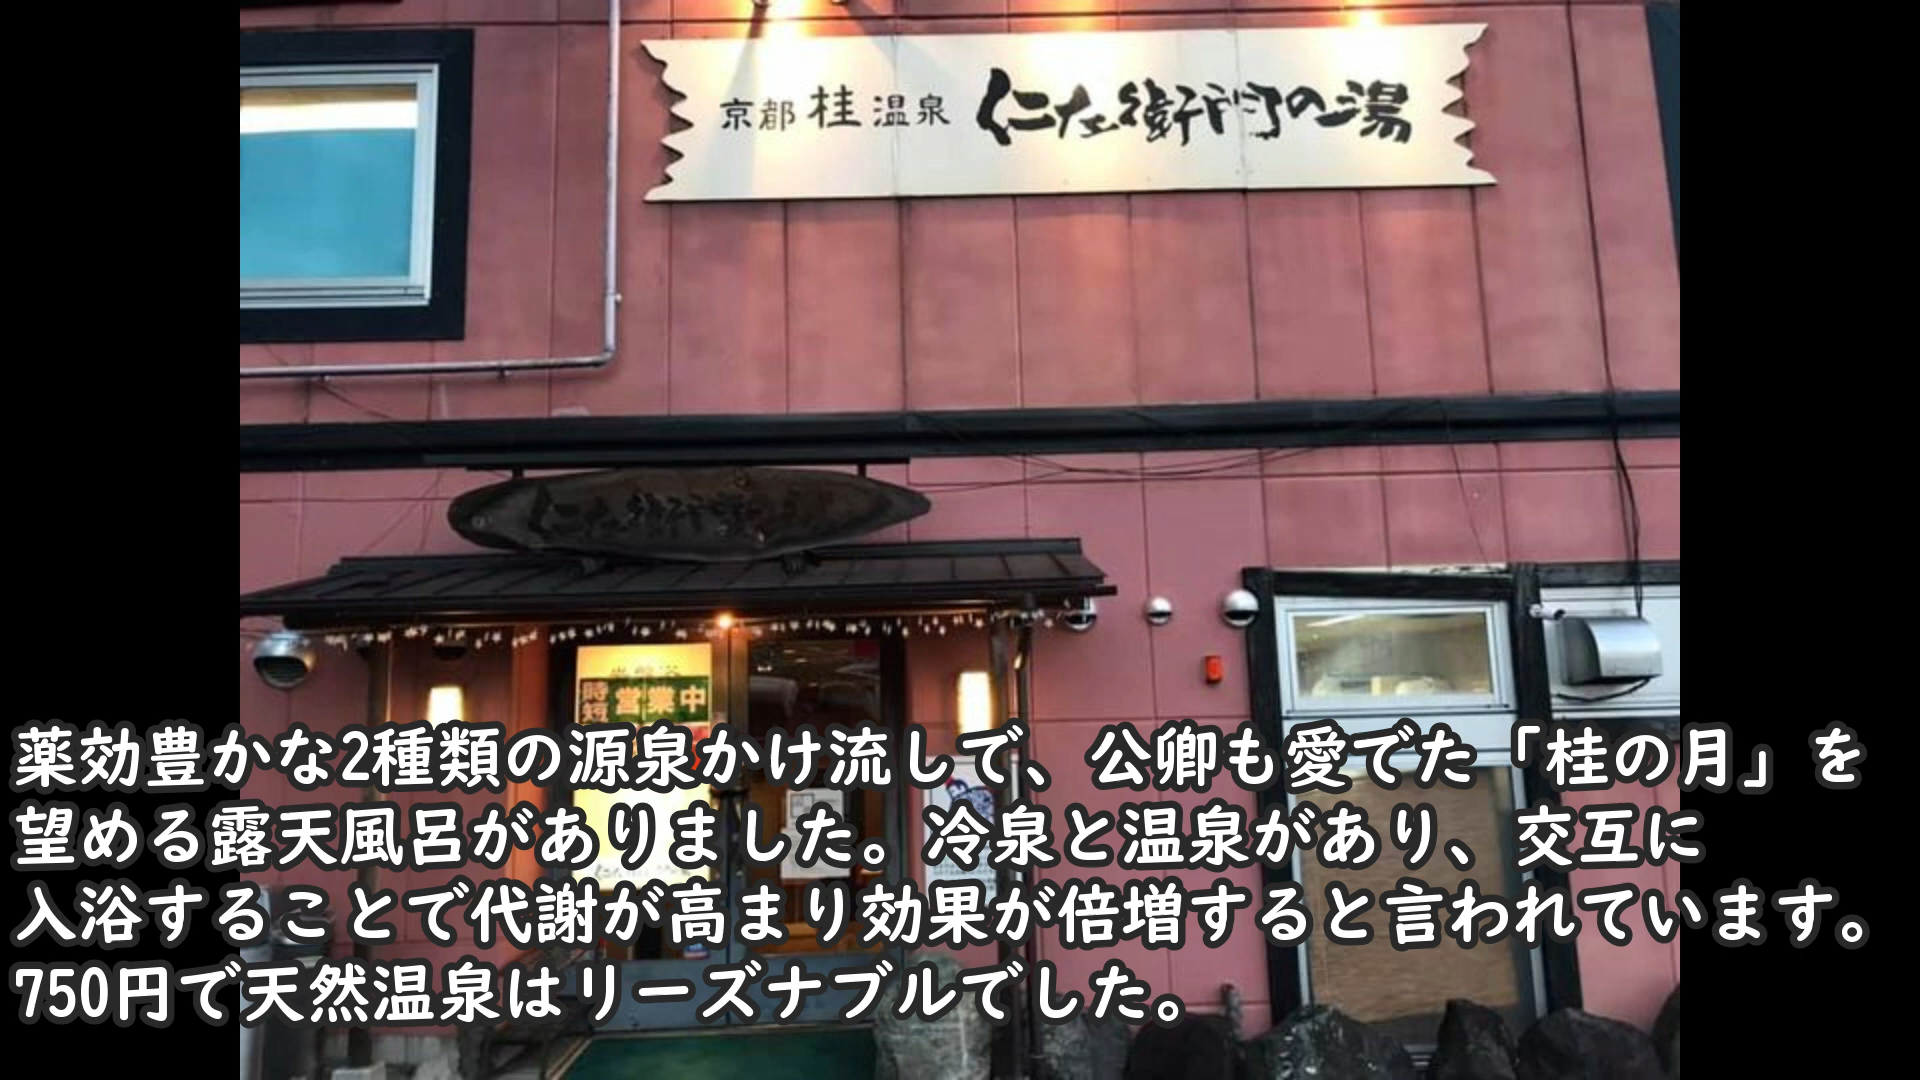 京都 桂 温泉 仁左衛門の湯
仁左衛門
時短
営業中
薬効豊かな2種類の源泉かけ流しで、公卿も愛でた「桂の月」を
望める露天風呂がありました。冷泉と温泉があり、交互に
入浴することで代謝が高まり効果が倍増すると言われています。
750円で天然温泉はリーズナブルでした。